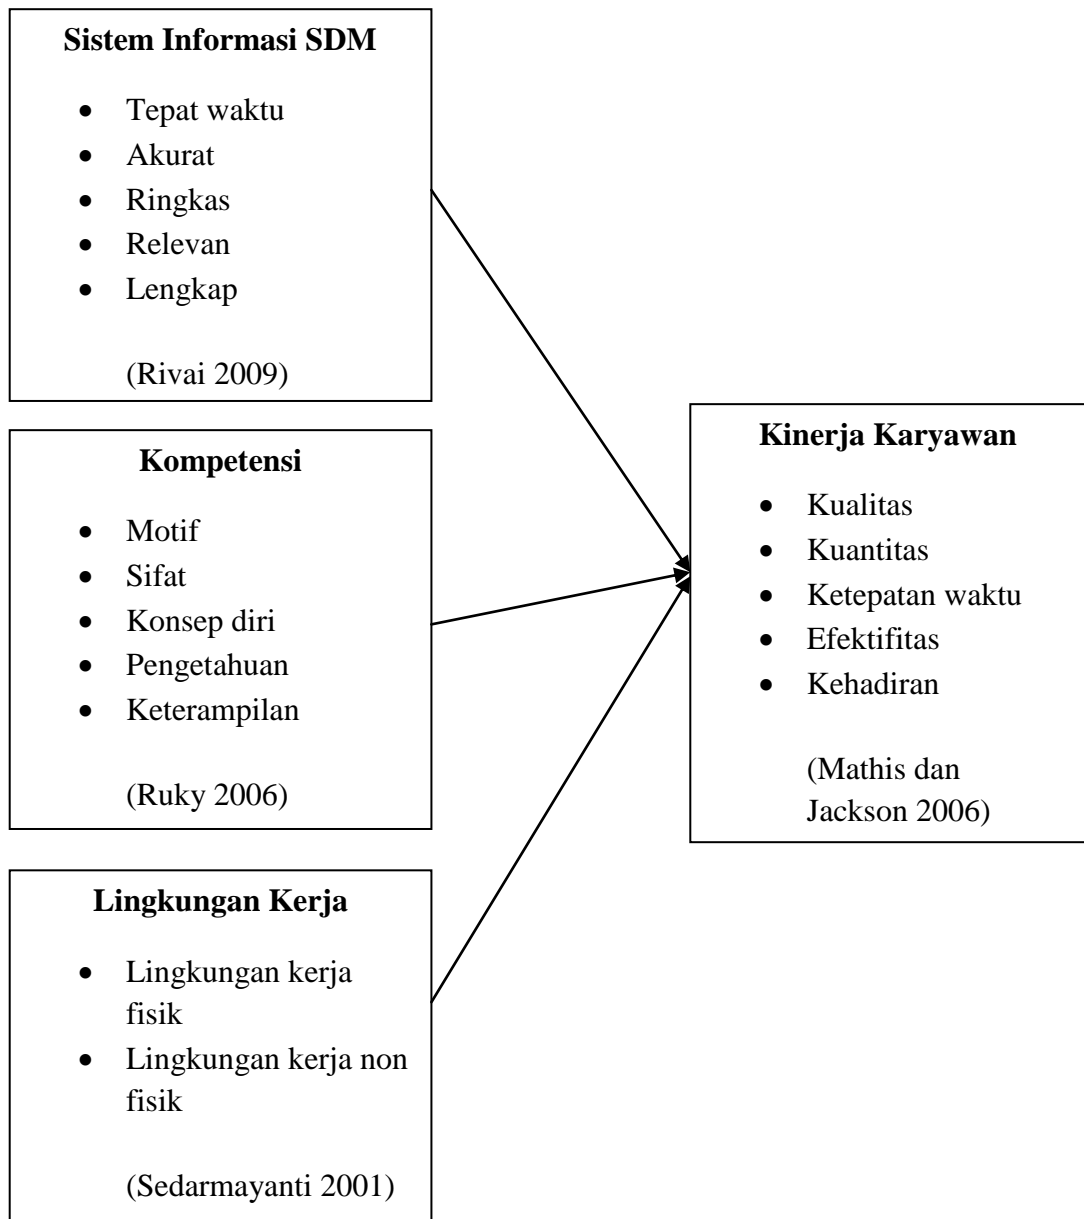 Sistem Informasi SDM
• Tepat waktu
• Akurat
• Ringkas
• Relevan
• Lengkap
(Rivai 2009)
Kompetensi
• Motif
• Sifat
• Konsep diri
• Pengetahuan
• Keterampilan
(Ruky 2006)
Lingkungan Kerja
• Lingkungan kerja
fisik
• Lingkungan kerja non
fisik
(Sedarmayanti 2001)
Kinerja Karyawan
• Kualitas
• Kuantitas
• Ketepatan waktu
• Efektifitas
• Kehadiran
(Mathis dan
Jackson 2006)